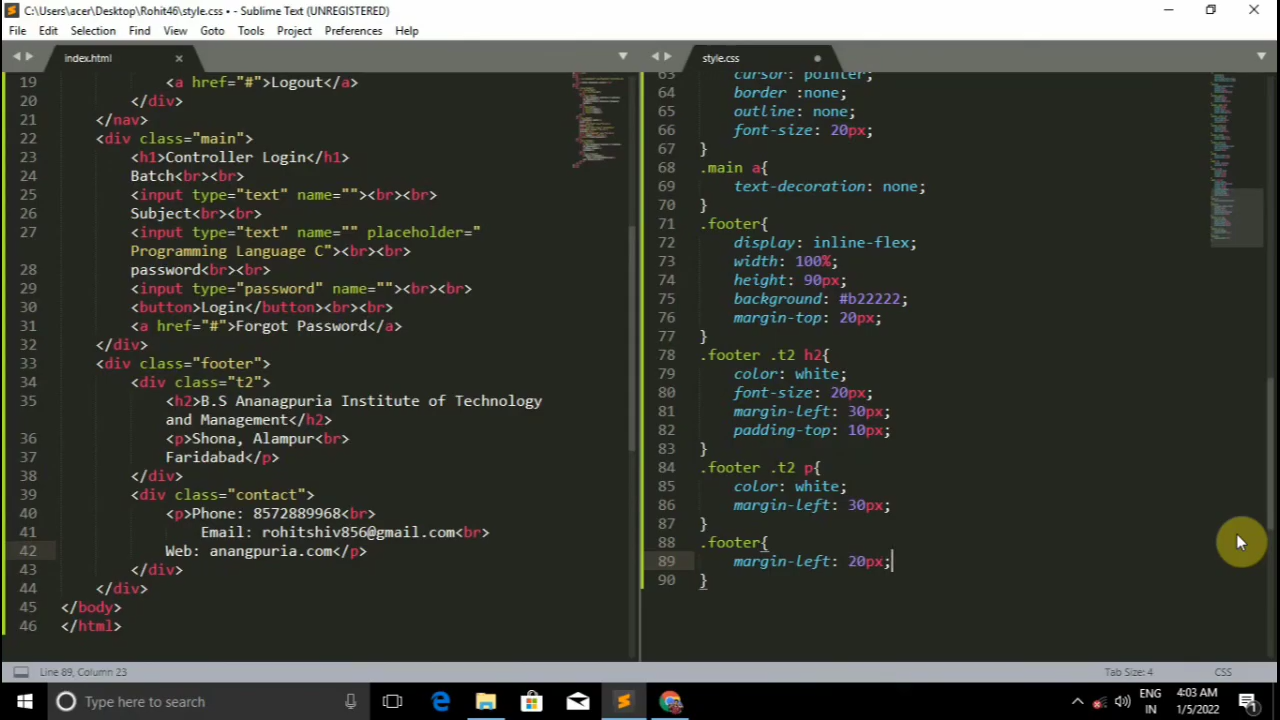 C:\Users\acer\Desktop\Rohit46\style.css • - Sublime Text (UNREGISTERED)
File Edit Selection Find View Goto Tools Project Preferences Help
index.html
19 <a href="#">Logout</a>
20 </div>
21 </nav>
22 <div class="main">
23 <h1>Controller Login</h1>
24 Batch<br><br>
25 <input type="text" name=""><br><br>
26 Subject<br><br>
27 <input type="text" name="" placeholder="
Programming Language C"><br><br>
28 password<br><br>
29 <input type="password" name=""><br><br>
30 <button>Login</button><br><br>
31 <a href="#">Forgot Password</a>
32 </div>
33 <div class="footer">
34 <div class="t2">
35 <h2>B.S Ananagpuria Institute of Technology
and Management</h2>
36 <p>Shona, Alampur<br>
37 Faridabad</p>
38 </div>
39 <div class="contact">
40 <p>Phone: 8572889968<br>
41 Email: rohitshiv856@gmail.com<br>
42 Web: anangpuria.com</p>
43 </div>
44 </div>
45 </body>
46 </html>
style.css
63 cursor: pointer;
64 border :none;
65 outline: none;
66 font-size: 20px;
67 }
68 .main a{
69 text-decoration: none;
70 }
71 .footer{
72 display: inline-flex;
73 width: 100%;
74 height: 90px;
75 background: #b22222;
76 margin-top: 20px;
77 }
78 .footer .t2 h2{
79 color: white;
80 font-size: 20px;
81 margin-left: 30px;
82 padding-top: 10px;
83 }
84 .footer .t2 p{
85 color: white;
86 margin-left: 30px;
87 }
88 .footer{
89 margin-left: 20px;
90 }
Line 89, Column 23
Tab Size: 4
CSS
Type here to search
ENG
IN
4:03 AM
1/5/2022
1